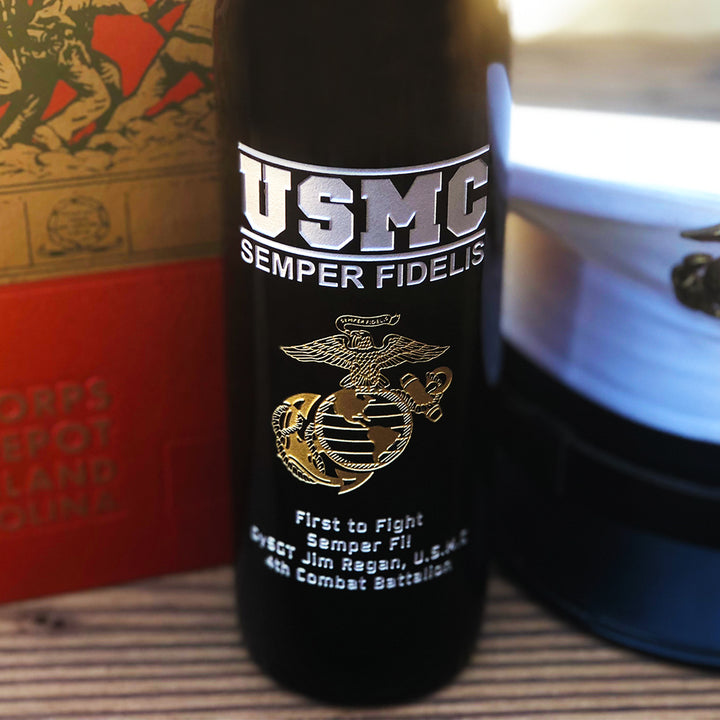 USMC
SEMPER FIDELIS
SEMPER FIDELIS
First to Fight
Semper Fi!
GySGT Jim Regan, U.S.M.C
4th Combat Battalion
ORPS
EPOT
LAND
OLINA